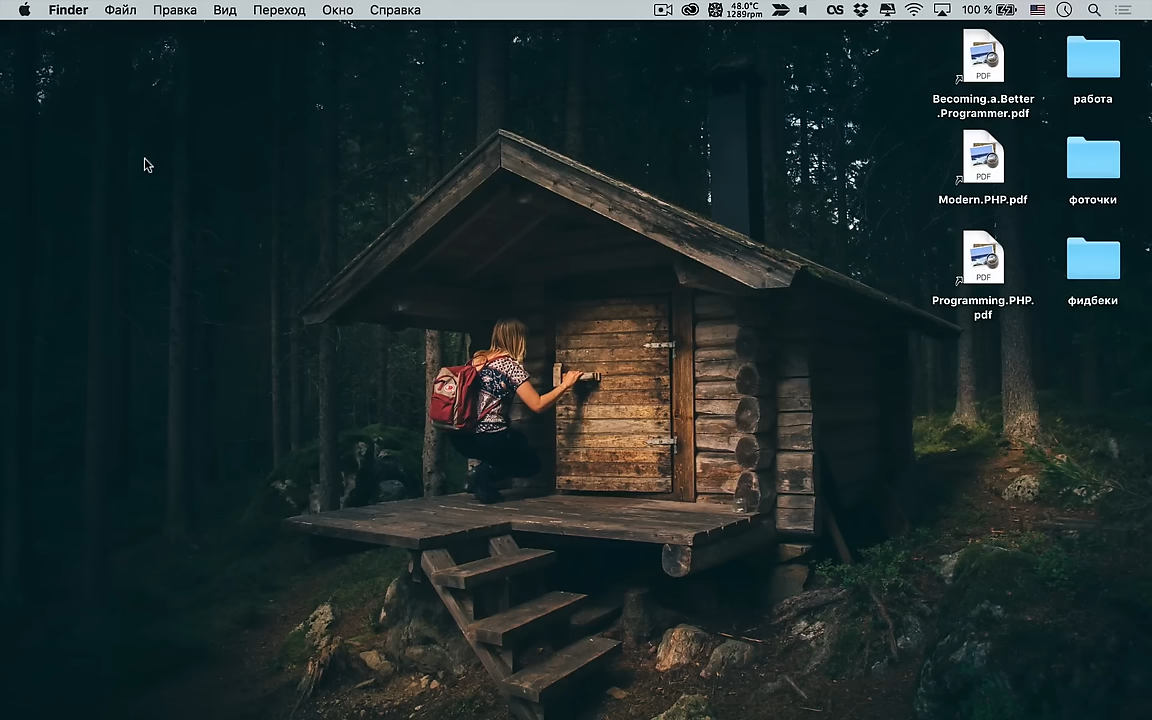 Finder Файл Правка Вид Переход Окно Справка 48.0°C 100 %
1289rpm
PDF
Becoming.a.Better
.Programmer.pdf
работа
PDF
Modern.PHP.pdf
фоточки
PDF
Programming.PHP.
pdf
фидбеки